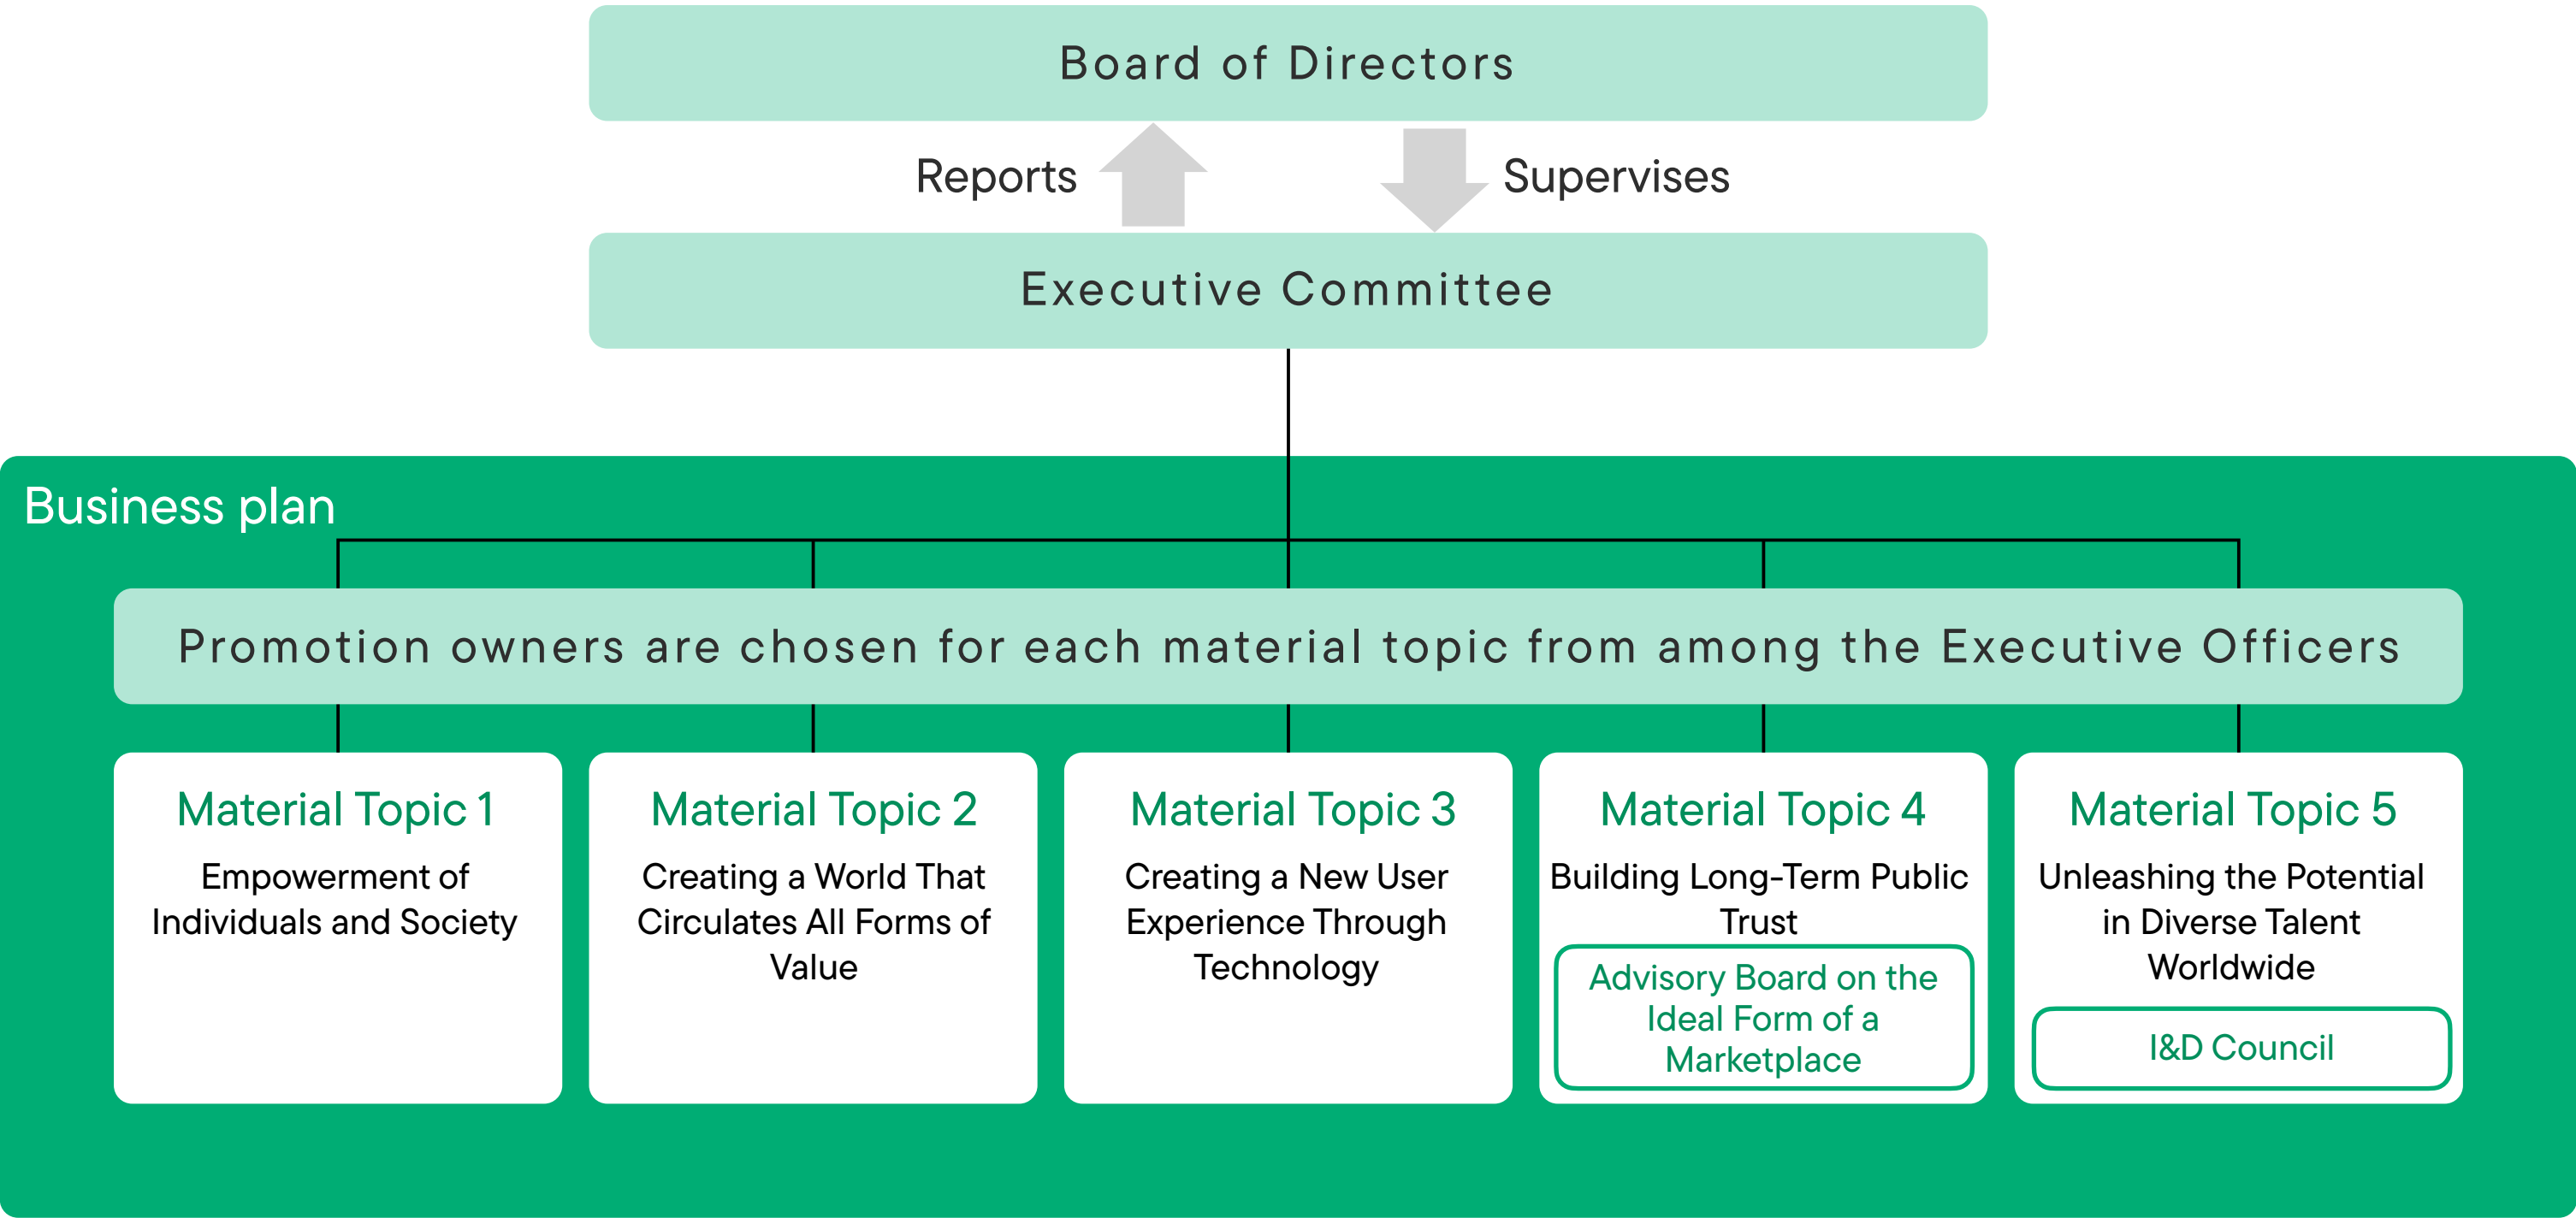 Board of Directors
Reports
Supervises
Executive Committee
Business plan
Promotion owners are chosen for each material topic from among the Executive Officers
Material Topic 1
Empowerment of
Individuals and Society
Material Topic 2
Creating a World That
Circulates All Forms of
Value
Material Topic 3
Creating a New User
Experience Through
Technology
Material Topic 4
Building Long-Term Public
Trust
Advisory Board on the
Ideal Form of a
Marketplace
Material Topic 5
Unleashing the Potential
in Diverse Talent
Worldwide
I&D Council